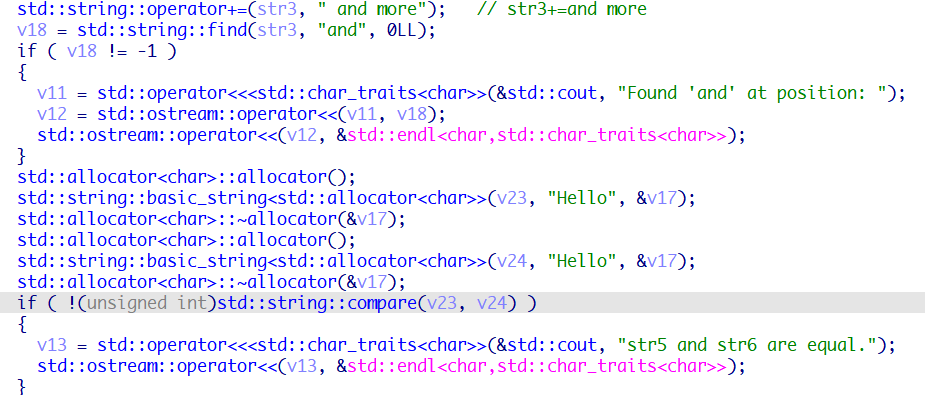 std::string::operator+=(str3, " and more");   // str3+=and more
v18 = std::string::find(str3, "and", 0LL);
if ( v18 != -1 )
{
  v11 = std::operator<<<std::char_traits<char>>(&std::cout, "Found 'and' at position: ");
  v12 = std::ostream::operator<<(v11, v18);
  std::ostream::operator<<(v12, &std::endl<char,std::char_traits<char>>);
}
std::allocator<char>::allocator();
std::string::basic_string<std::allocator<char>>(v23, "Hello", &v17);
std::allocator<char>::~allocator(&v17);
std::allocator<char>::allocator();
std::string::basic_string<std::allocator<char>>(v24, "Hello", &v17);
std::allocator<char>::~allocator(&v17);
if ( !(unsigned int)std::string::compare(v23, v24) )
{
  v13 = std::operator<<<std::char_traits<char>>(&std::cout, "str5 and str6 are equal.");
  std::ostream::operator<<(v13, &std::endl<char,std::char_traits<char>>);
}